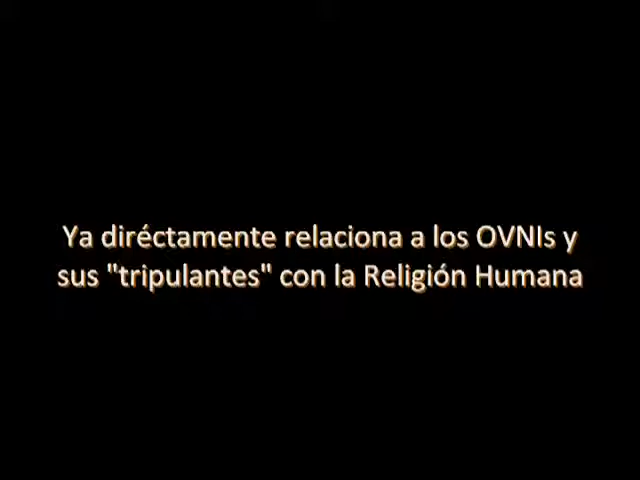 Ya diréctamente relaciona a los OVNIs y
sus "tripulantes" con la Religión Humana